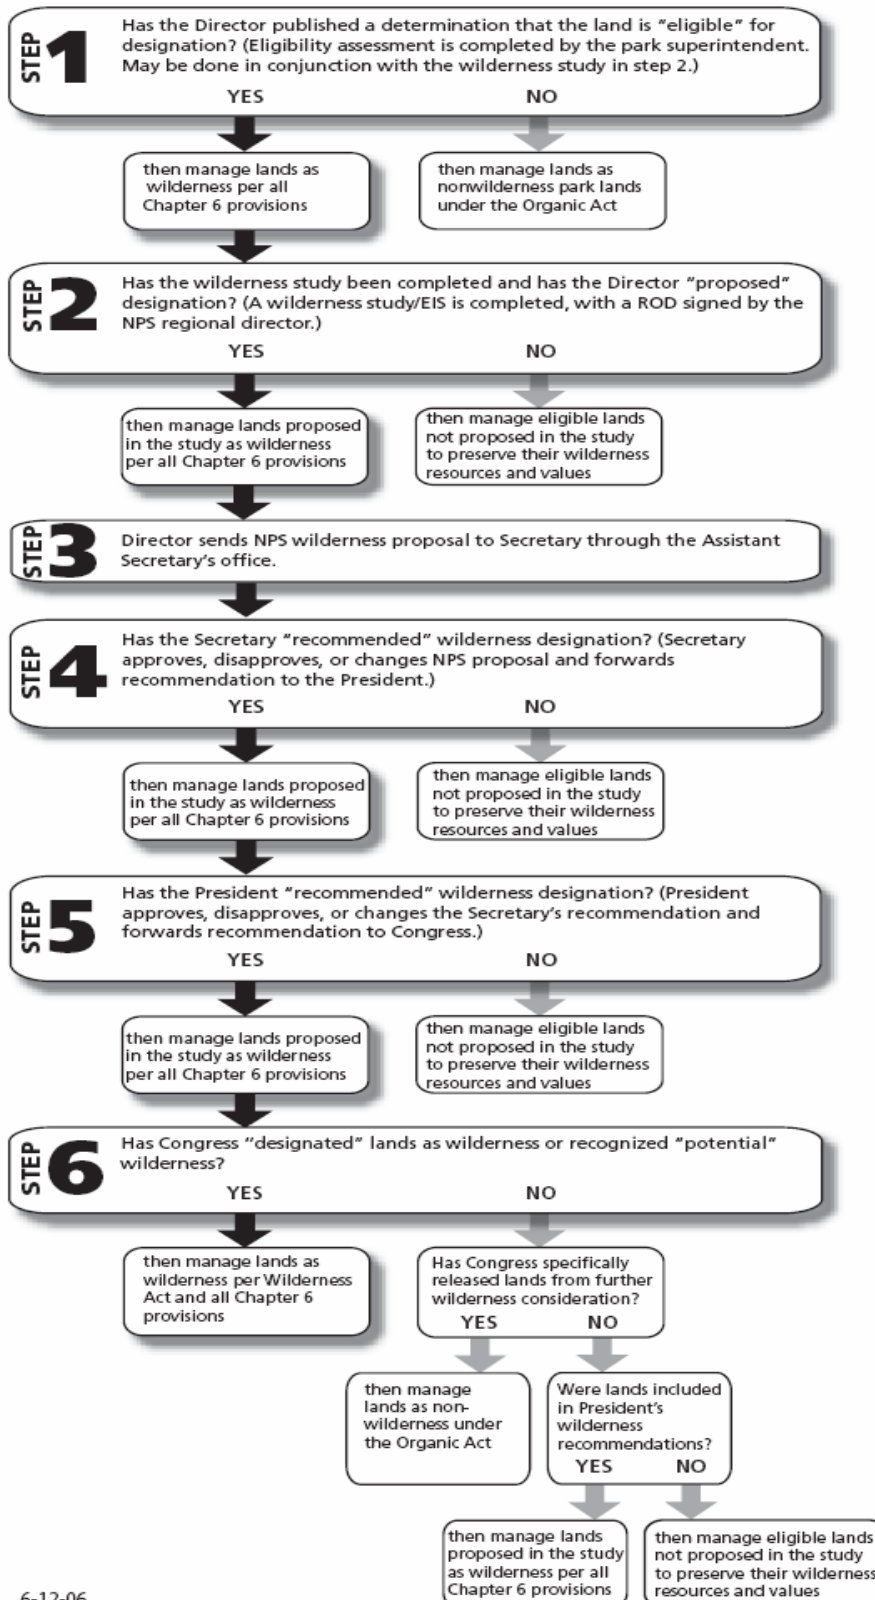 STEP 1
Has the Director published a determination that the land is “eligible” for
designation? (Eligibility assessment is completed by the park superintendent.
May be done in conjunction with the wilderness study in step 2.)
YES NO
then manage lands as
wilderness per all
Chapter 6 provisions
then manage lands as
nonwilderness park lands
under the Organic Act
STEP 2
Has the wilderness study been completed and has the Director “proposed”
designation? (A wilderness study/EIS is completed, with a ROD signed by the
NPS regional director.)
YES NO
then manage lands proposed
in the study as wilderness
per all Chapter 6 provisions
then manage eligible lands
not proposed in the study
to preserve their wilderness
resources and values
STEP 3
Director sends NPS wilderness proposal to Secretary through the Assistant
Secretary’s office.
STEP 4
Has the Secretary “recommended” wilderness designation? (Secretary
approves, disapproves, or changes NPS proposal and forwards
recommendation to the President.)
YES NO
then manage lands proposed
in the study as wilderness
per all Chapter 6 provisions
then manage eligible lands
not proposed in the study
to preserve their wilderness
resources and values
STEP 5
Has the President “recommended” wilderness designation? (President
approves, disapproves, or changes the Secretary’s recommendation and
forwards recommendation to Congress.)
YES NO
then manage lands proposed
in the study as wilderness
per all Chapter 6 provisions
then manage eligible lands
not proposed in the study
to preserve their wilderness
resources and values
STEP 6
Has Congress “designated” lands as wilderness or recognized “potential”
wilderness?
YES NO
then manage lands as
wilderness per Wilderness
Act and all Chapter 6
provisions
Has Congress specifically
released lands from further
wilderness consideration?
YES NO
then manage
lands as non-
wilderness under
the Organic Act
Were lands included
in President’s
wilderness
recommendations?
YES NO
then manage lands
proposed in the study
as wilderness per all
Chapter 6 provisions
then manage eligible lands
not proposed in the study
to preserve their wilderness
resources and values
6-12-06